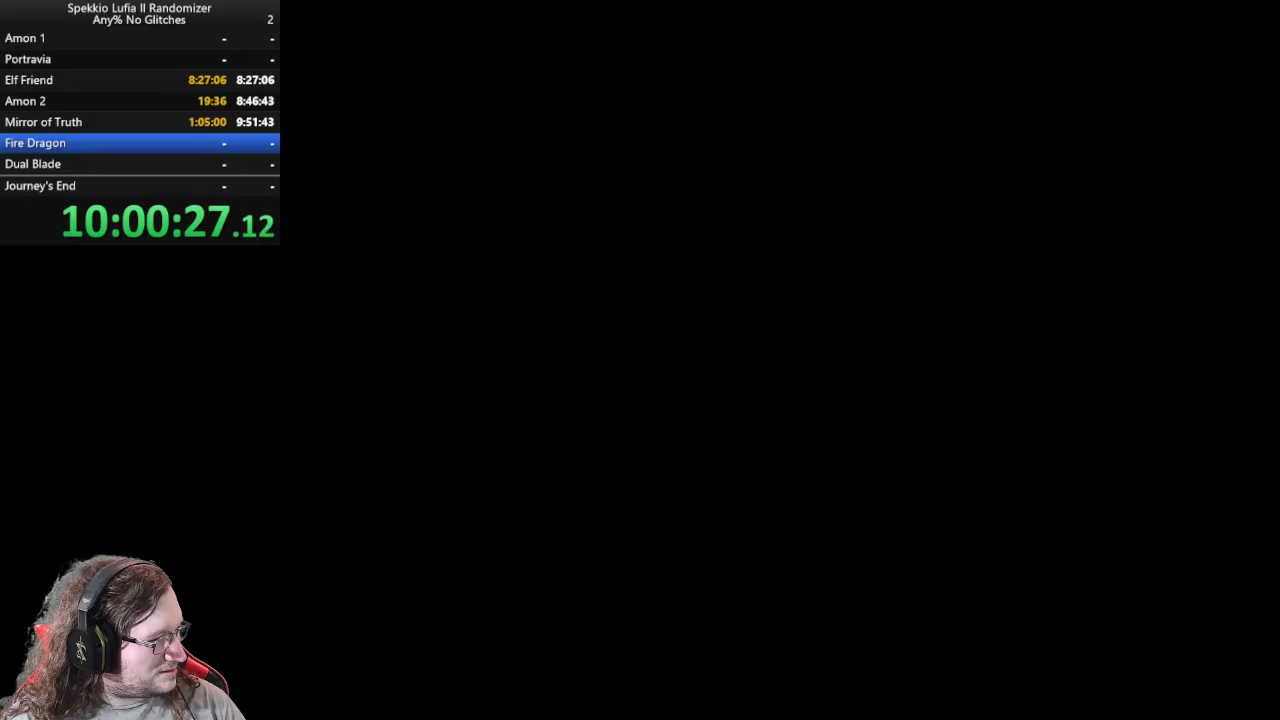 Spekkio Lufia II Randomizer
Any% No Glitches 2
Amon 1 - -
Portravia - -
Elf Friend 8:27:06 8:27:06
Amon 2 19:36 8:46:43
Mirror of Truth 1:05:00 9:51:43
Fire Dragon - -
Dual Blade - -
Journey's End - -
10:00:27.12